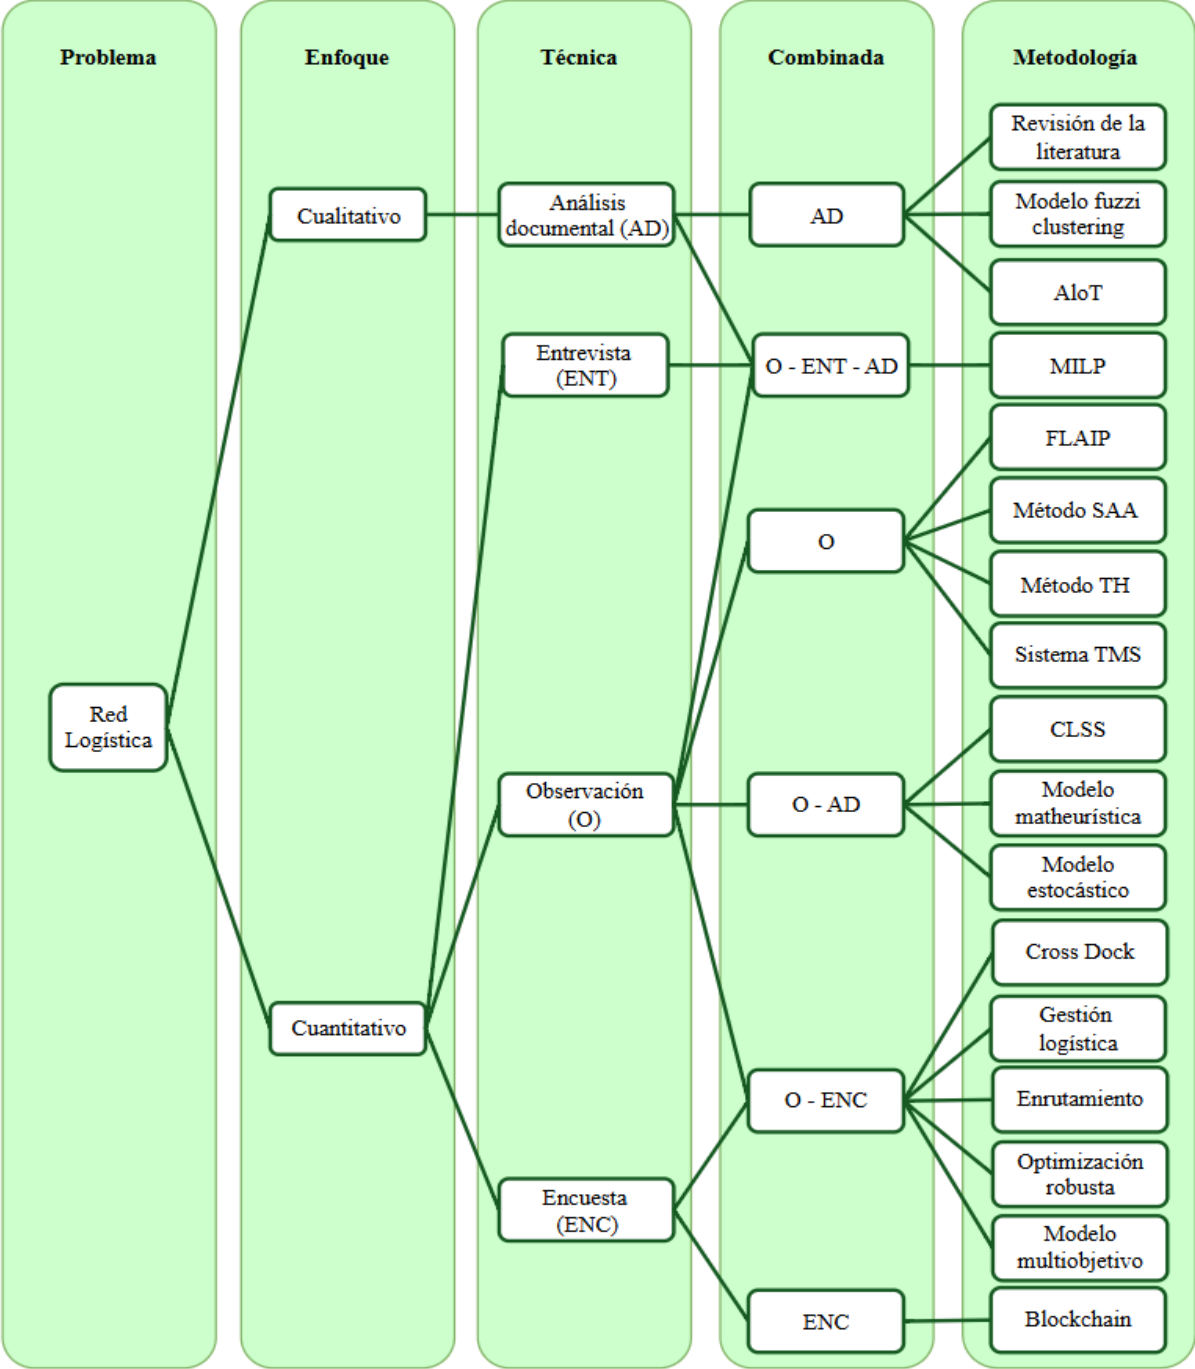 Problema
Enfoque
Técnica
Combinada
Metodología
Red
Logística
Cualitativo
Cuantitativo
Análisis
documental (AD)
Entrevista
(ENT)
Observación
(O)
Encuesta
(ENC)
AD
O - ENT - AD
O
O - AD
O - ENC
ENC
Revisión de la
literatura
Modelo fuzzi
clustering
AloT
MILP
FLAIP
Método SAA
Método TH
Sistema TMS
CLSS
Modelo
matheurística
Modelo
estocástico
Cross Dock
Gestión
logística
Enrutamiento
Optimización
robusta
Modelo
multiobjetivo
Blockchain